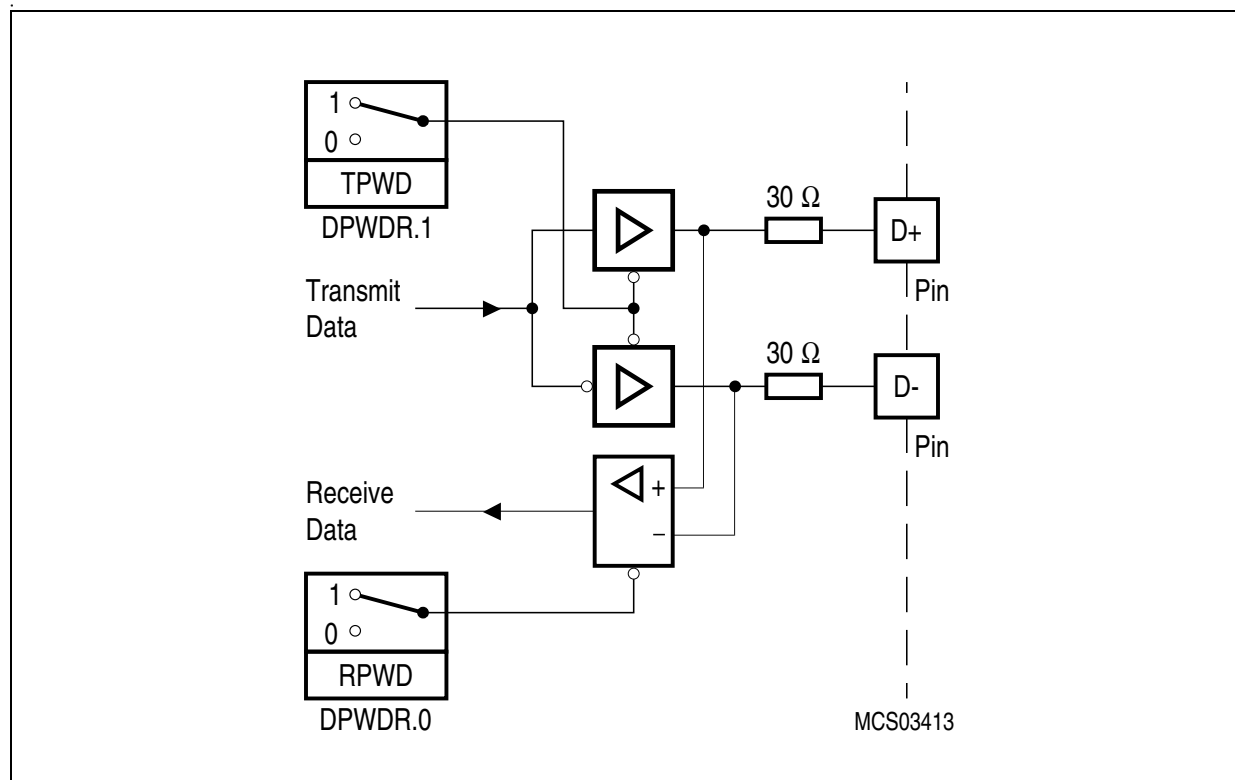 1
0
TPWD
DPWDR.1
Transmit
Data
30 Ω
D+
Pin
30 Ω
D-
Pin
+
−
Receive
Data
1
0
RPWD
DPWDR.0
MCS03413